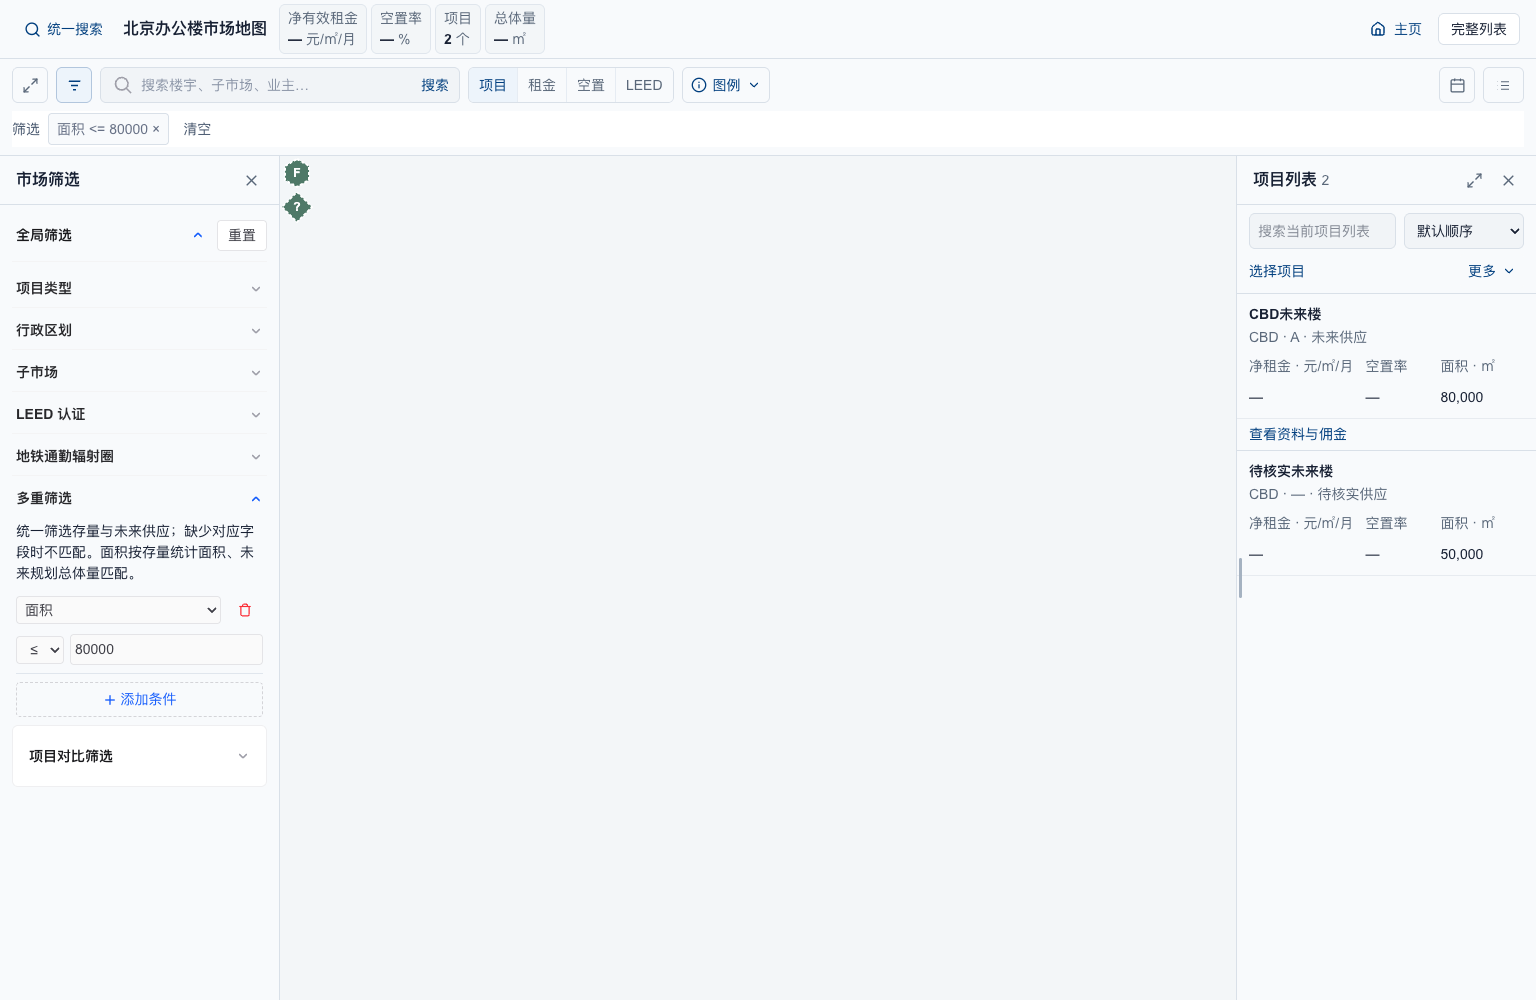 统一搜索
北京办公楼市场地图
净有效租金
— 元/㎡/月
空置率
— %
项目
2 个
总体量
— ㎡
主页
完整列表
搜索楼宇、子市场、业主…
搜索
项目
租金
空置
LEED
图例
筛选
面积 <= 80000 ×
清空
市场筛选
全局筛选
重置
项目类型
行政区划
子市场
LEED 认证
地铁通勤辐射圈
多重筛选
统一筛选存量与未来供应；缺少对应字
段时不匹配。面积按存量统计面积、未
来规划总体量匹配。
面积
≤
80000
添加条件
项目对比筛选
F
?
项目列表 2
搜索当前项目列表
默认顺序
选择项目
更多
CBD未来楼
CBD · A · 未来供应
净租金 · 元/㎡/月 空置率 面积 · ㎡
— — 80,000
查看资料与佣金
待核实未来楼
CBD · — · 待核实供应
净租金 · 元/㎡/月 空置率 面积 · ㎡
— — 50,000